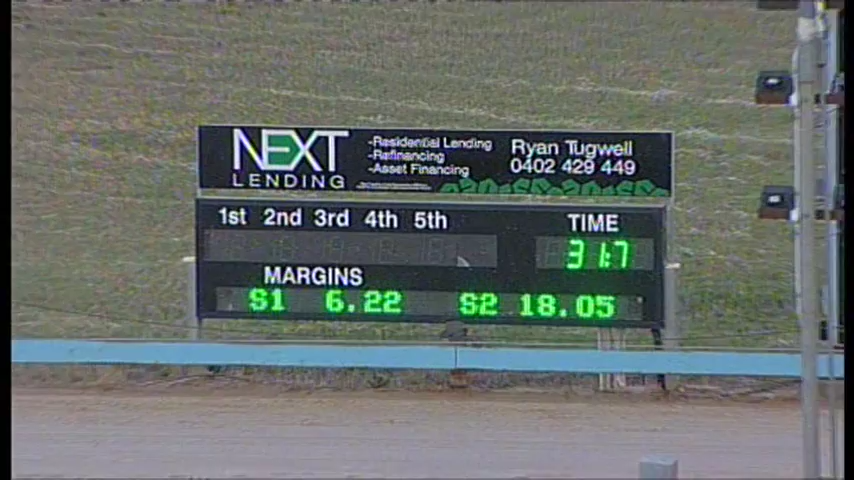 NEXT
LENDING
-Residential Lending
-Refinancing
-Asset Financing
Ryan Tugwell
0402 429 449
1st 2nd 3rd 4th 5th
TIME
31:7
MARGINS
S1 6.22 S2 18.05